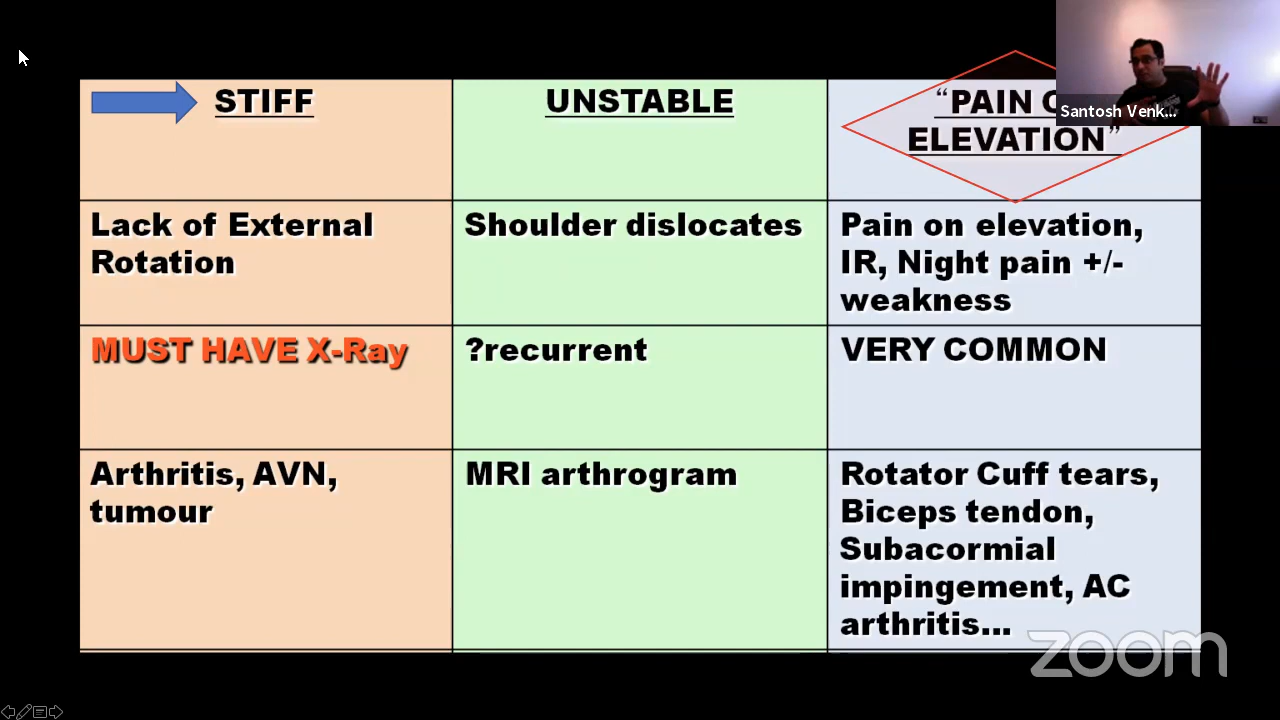 STIFF
UNSTABLE
“PAIN
ELEVATION”
Lack of External
Rotation
Shoulder dislocates
Pain on elevation,
IR, Night pain +/-
weakness
MUST HAVE X-Ray
?recurrent
VERY COMMON
Arthritis, AVN,
tumour
MRI arthrogram
Rotator Cuff tears,
Biceps tendon,
Subacormial
impingement, AC
arthritis...
Santosh Venk...
zoom